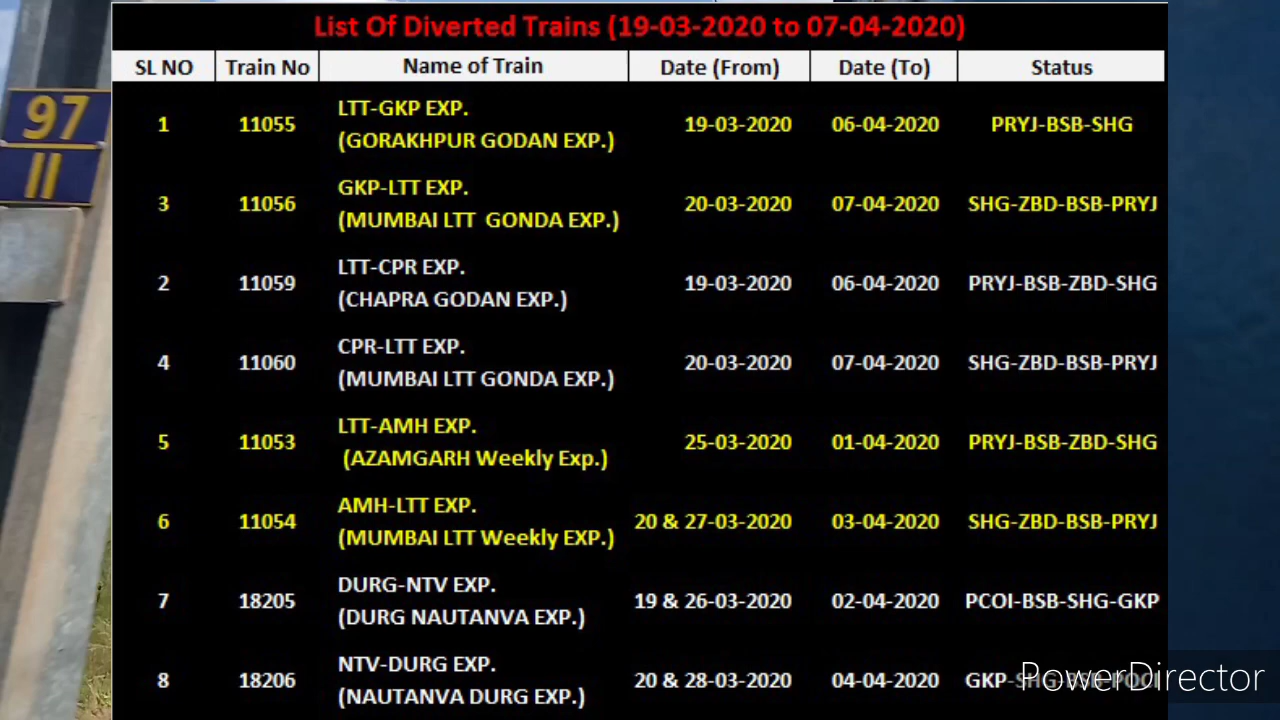 List Of Diverted Trains (19-03-2020 to 07-04-2020)
SL NO Train No Name of Train Date (From) Date (To) Status
97
II
1 11055 LTT-GKP EXP. (GORAKHPUR GODAN EXP.) 19-03-2020 06-04-2020 PRYJ-BSB-SHG
3 11056 GKP-LTT EXP. (MUMBAI LTT GONDA EXP.) 20-03-2020 07-04-2020 SHG-ZBD-BSB-PRYJ
2 11059 LTT-CPR EXP. (CHAPRA GODAN EXP.) 19-03-2020 06-04-2020 PRYJ-BSB-ZBD-SHG
4 11060 CPR-LTT EXP. (MUMBAI LTT GONDA EXP.) 20-03-2020 07-04-2020 SHG-ZBD-BSB-PRYJ
5 11053 LTT-AMH EXP. (AZAMGARH Weekly Exp.) 25-03-2020 01-04-2020 PRYJ-BSB-ZBD-SHG
6 11054 AMH-LTT EXP. (MUMBAI LTT Weekly EXP.) 20 & 27-03-2020 03-04-2020 SHG-ZBD-BSB-PRYJ
7 18205 DURG-NTV EXP. (DURG NAUTANVA EXP.) 19 & 26-03-2020 02-04-2020 PCOI-BSB-SHG-GKP
8 18206 NTV-DURG EXP. (NAUTANVA DURG EXP.) 20 & 28-03-2020 04-04-2020 GKP-SHG-BSB-PCOI
PowerDirector